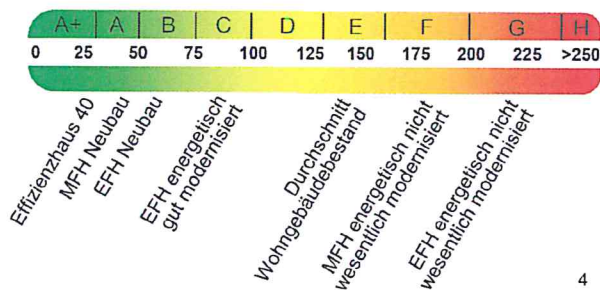 A+ A B C D E F G H
0 25 50 75 100 125 150 175 200 225 >250
Effizienzhaus 40
MFH Neubau
EFH Neubau
EFH energetisch
gut modernisiert
Durchschnitt
Wohngebäudebestand
MFH energetisch nicht
wesentlich modernisiert
EFH energetisch nicht
wesentlich modernisiert
4